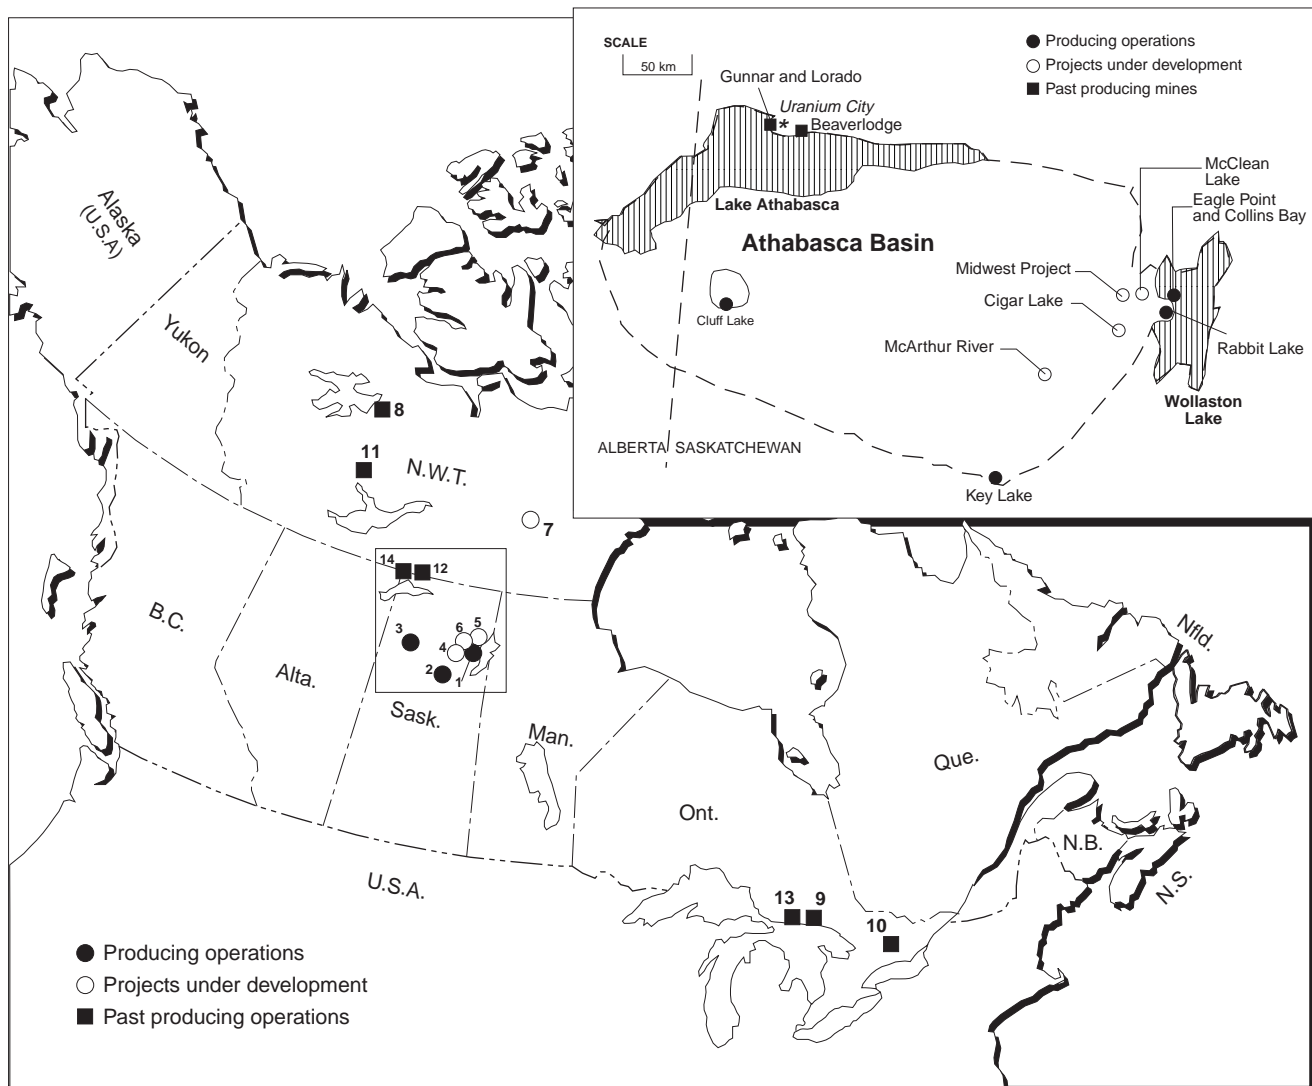 SCALE
50 km
Producing operations
Projects under development
Past producing mines
Gunnar and Lorado
Uranium City
*
Beaverlodge
Lake Athabasca
Athabasca Basin
McClean
Lake
Eagle Point
and Collins Bay
Midwest Project
Cigar Lake
McArthur River
Cluff Lake
Rabbit Lake
Wollaston
Lake
ALBERTA SASKATCHEWAN
Key Lake
Alaska
(U.S.A)
Yukon
8
11
N.W.T.
7
14
12
B.C.
Alta.
3
6
5
4
2
1
Sask.
Man.
Ont.
Que.
Nfld.
N.B.
N.S.
U.S.A.
13
9
10
Producing operations
Projects under development
Past producing operations